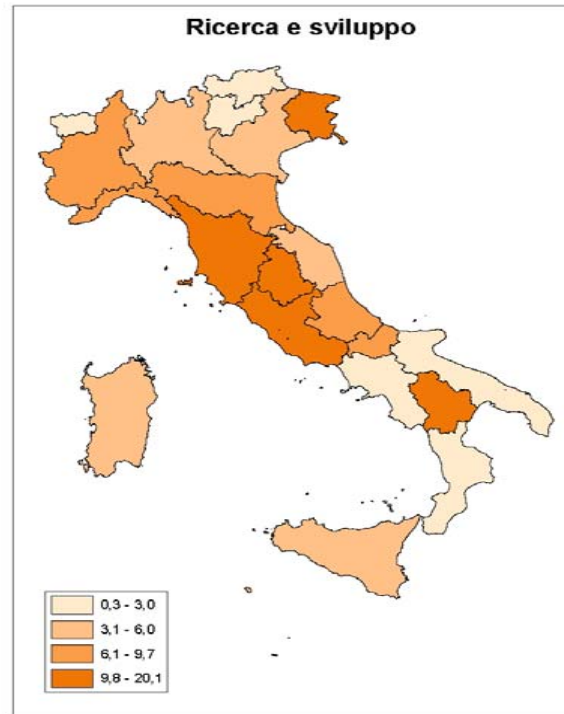 Ricerca e sviluppo
0,3 - 3,0
3,1 - 6,0
6,1 - 9,7
9,8 - 20,1